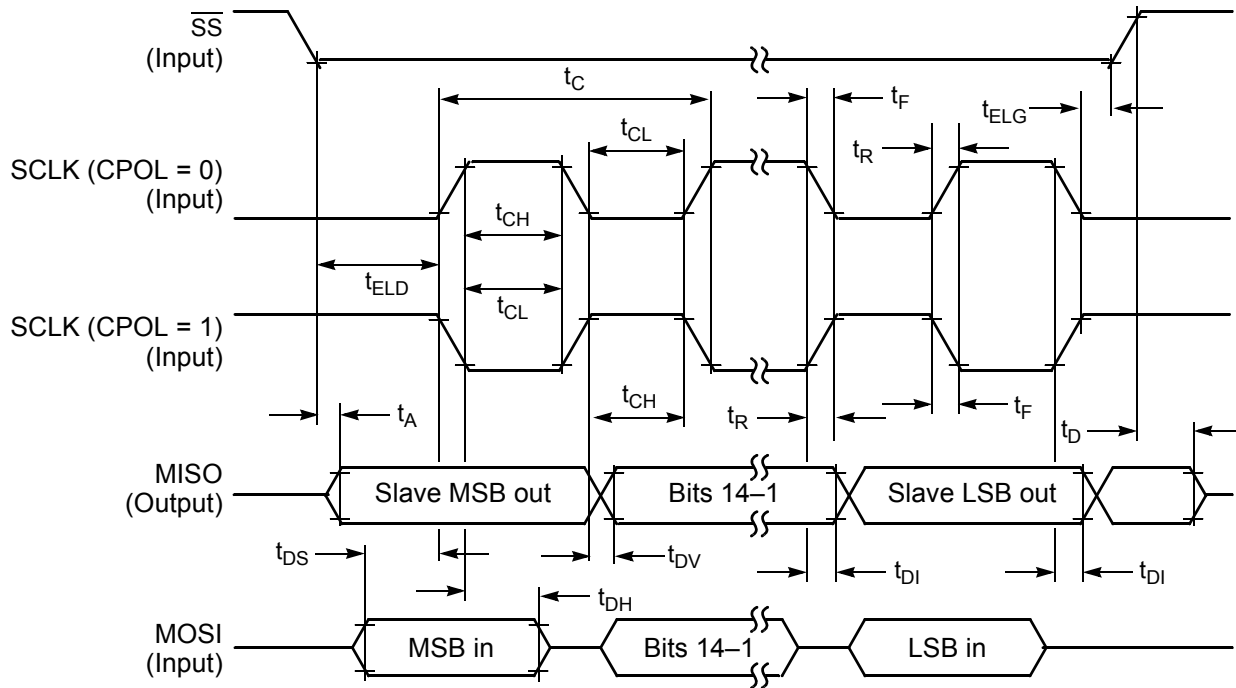 SS
(Input)
t_C
t_F
t_ELG
t_CL
t_R
SCLK (CPOL = 0)
(Input)
t_CH
t_ELD
t_CL
SCLK (CPOL = 1)
(Input)
t_CH
t_A
t_R
t_F
t_D
MISO
(Output)
Slave MSB out
Bits 14–1
Slave LSB out
t_DS
t_DV
t_DI
t_DI
t_DH
MOSI
(Input)
MSB in
Bits 14–1
LSB in